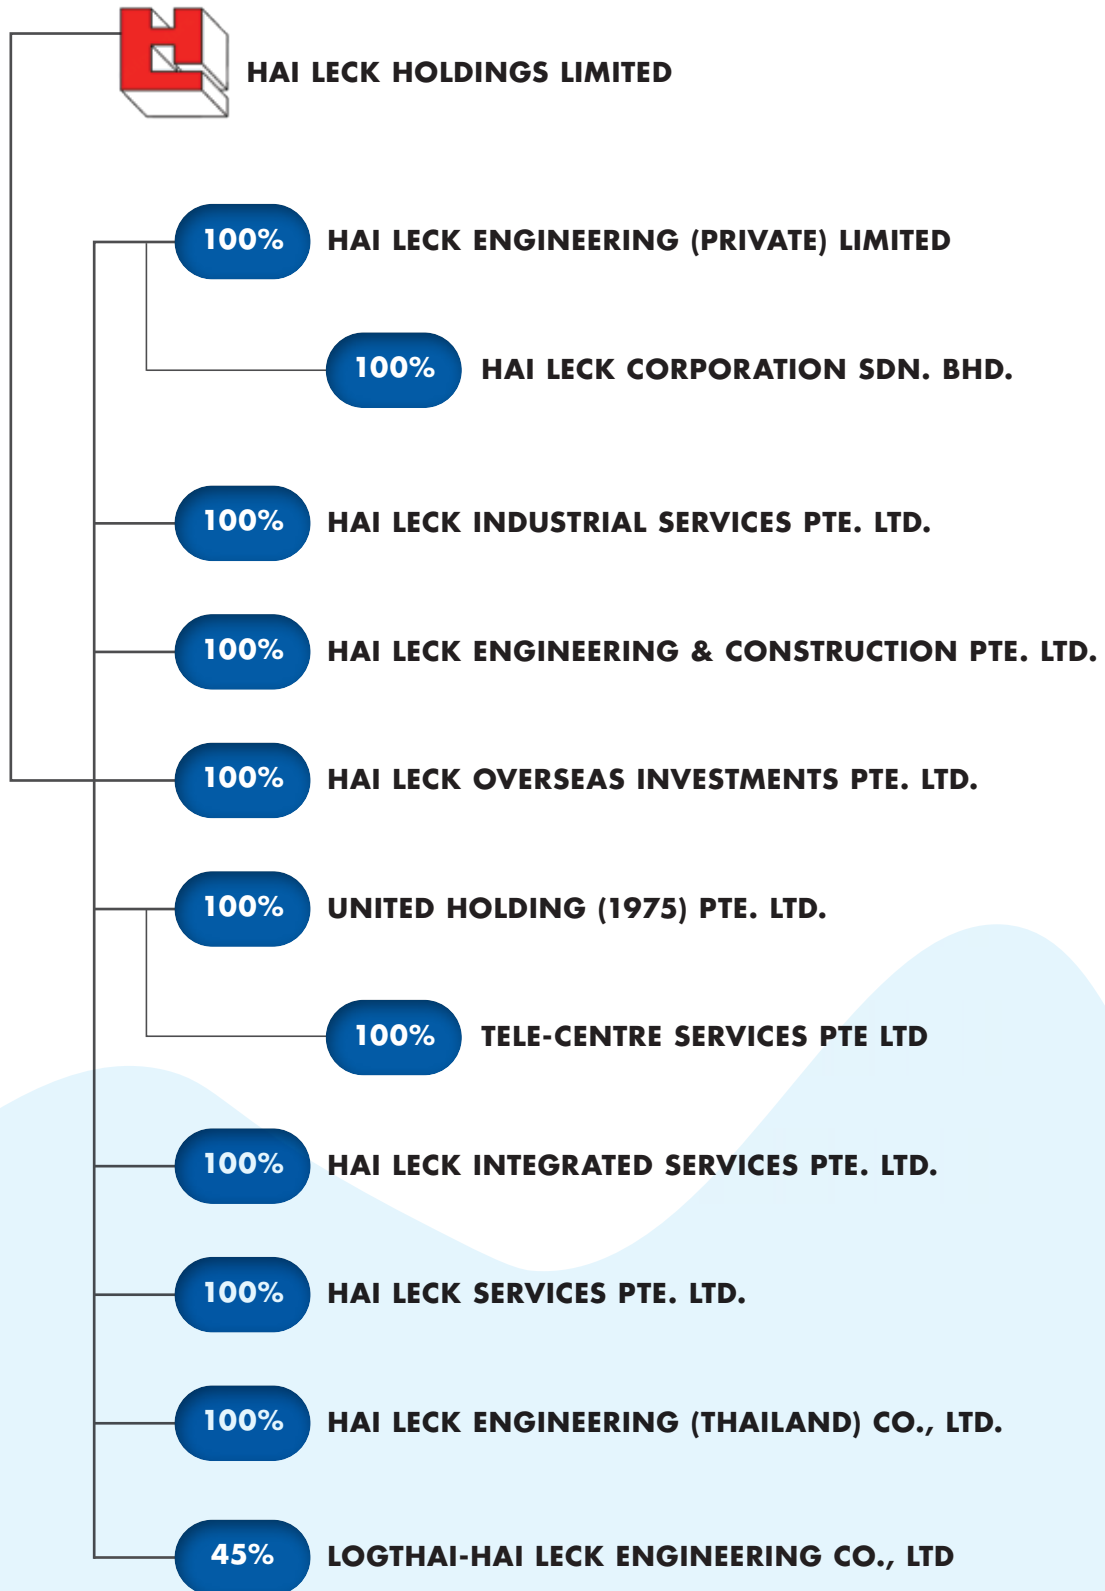 HAI LECK HOLDINGS LIMITED
100% HAI LECK ENGINEERING (PRIVATE) LIMITED
100% HAI LECK CORPORATION SDN. BHD.
100% HAI LECK INDUSTRIAL SERVICES PTE. LTD.
100% HAI LECK ENGINEERING & CONSTRUCTION PTE. LTD.
100% HAI LECK OVERSEAS INVESTMENTS PTE. LTD.
100% UNITED HOLDING (1975) PTE. LTD.
100% TELE-CENTRE SERVICES PTE LTD
100% HAI LECK INTEGRATED SERVICES PTE. LTD.
100% HAI LECK SERVICES PTE. LTD.
100% HAI LECK ENGINEERING (THAILAND) CO., LTD.
45% LOGTHAI-HAI LECK ENGINEERING CO., LTD